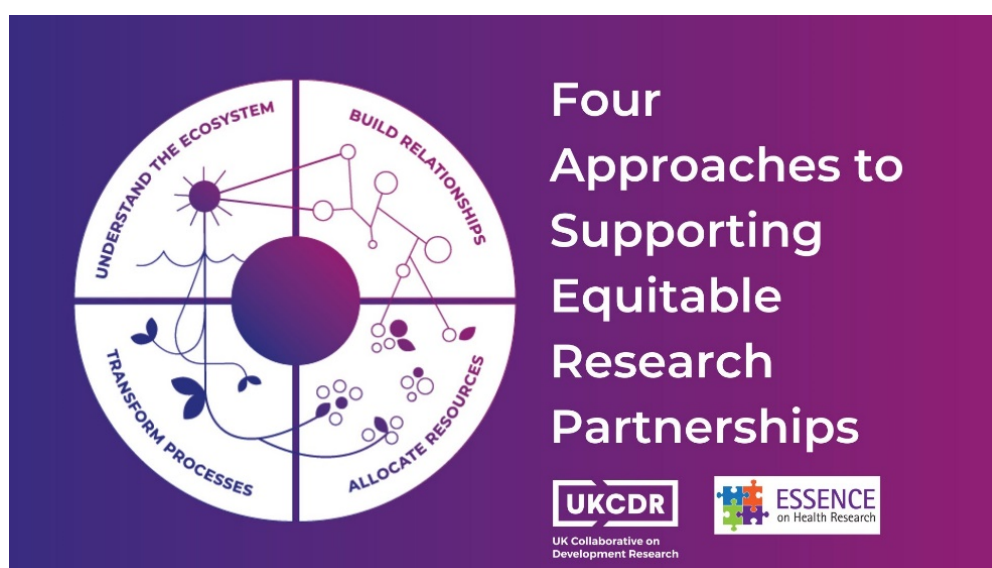 UNDERSTAND THE ECOSYSTEM
BUILD RELATIONSHIPS
TRANSFORM PROCESSES
ALLOCATE RESOURCES
Four
Approaches to
Supporting
Equitable
Research
Partnerships
UKCDR
UK Collaborative on
Development Research
ESSENCE
on Health Research